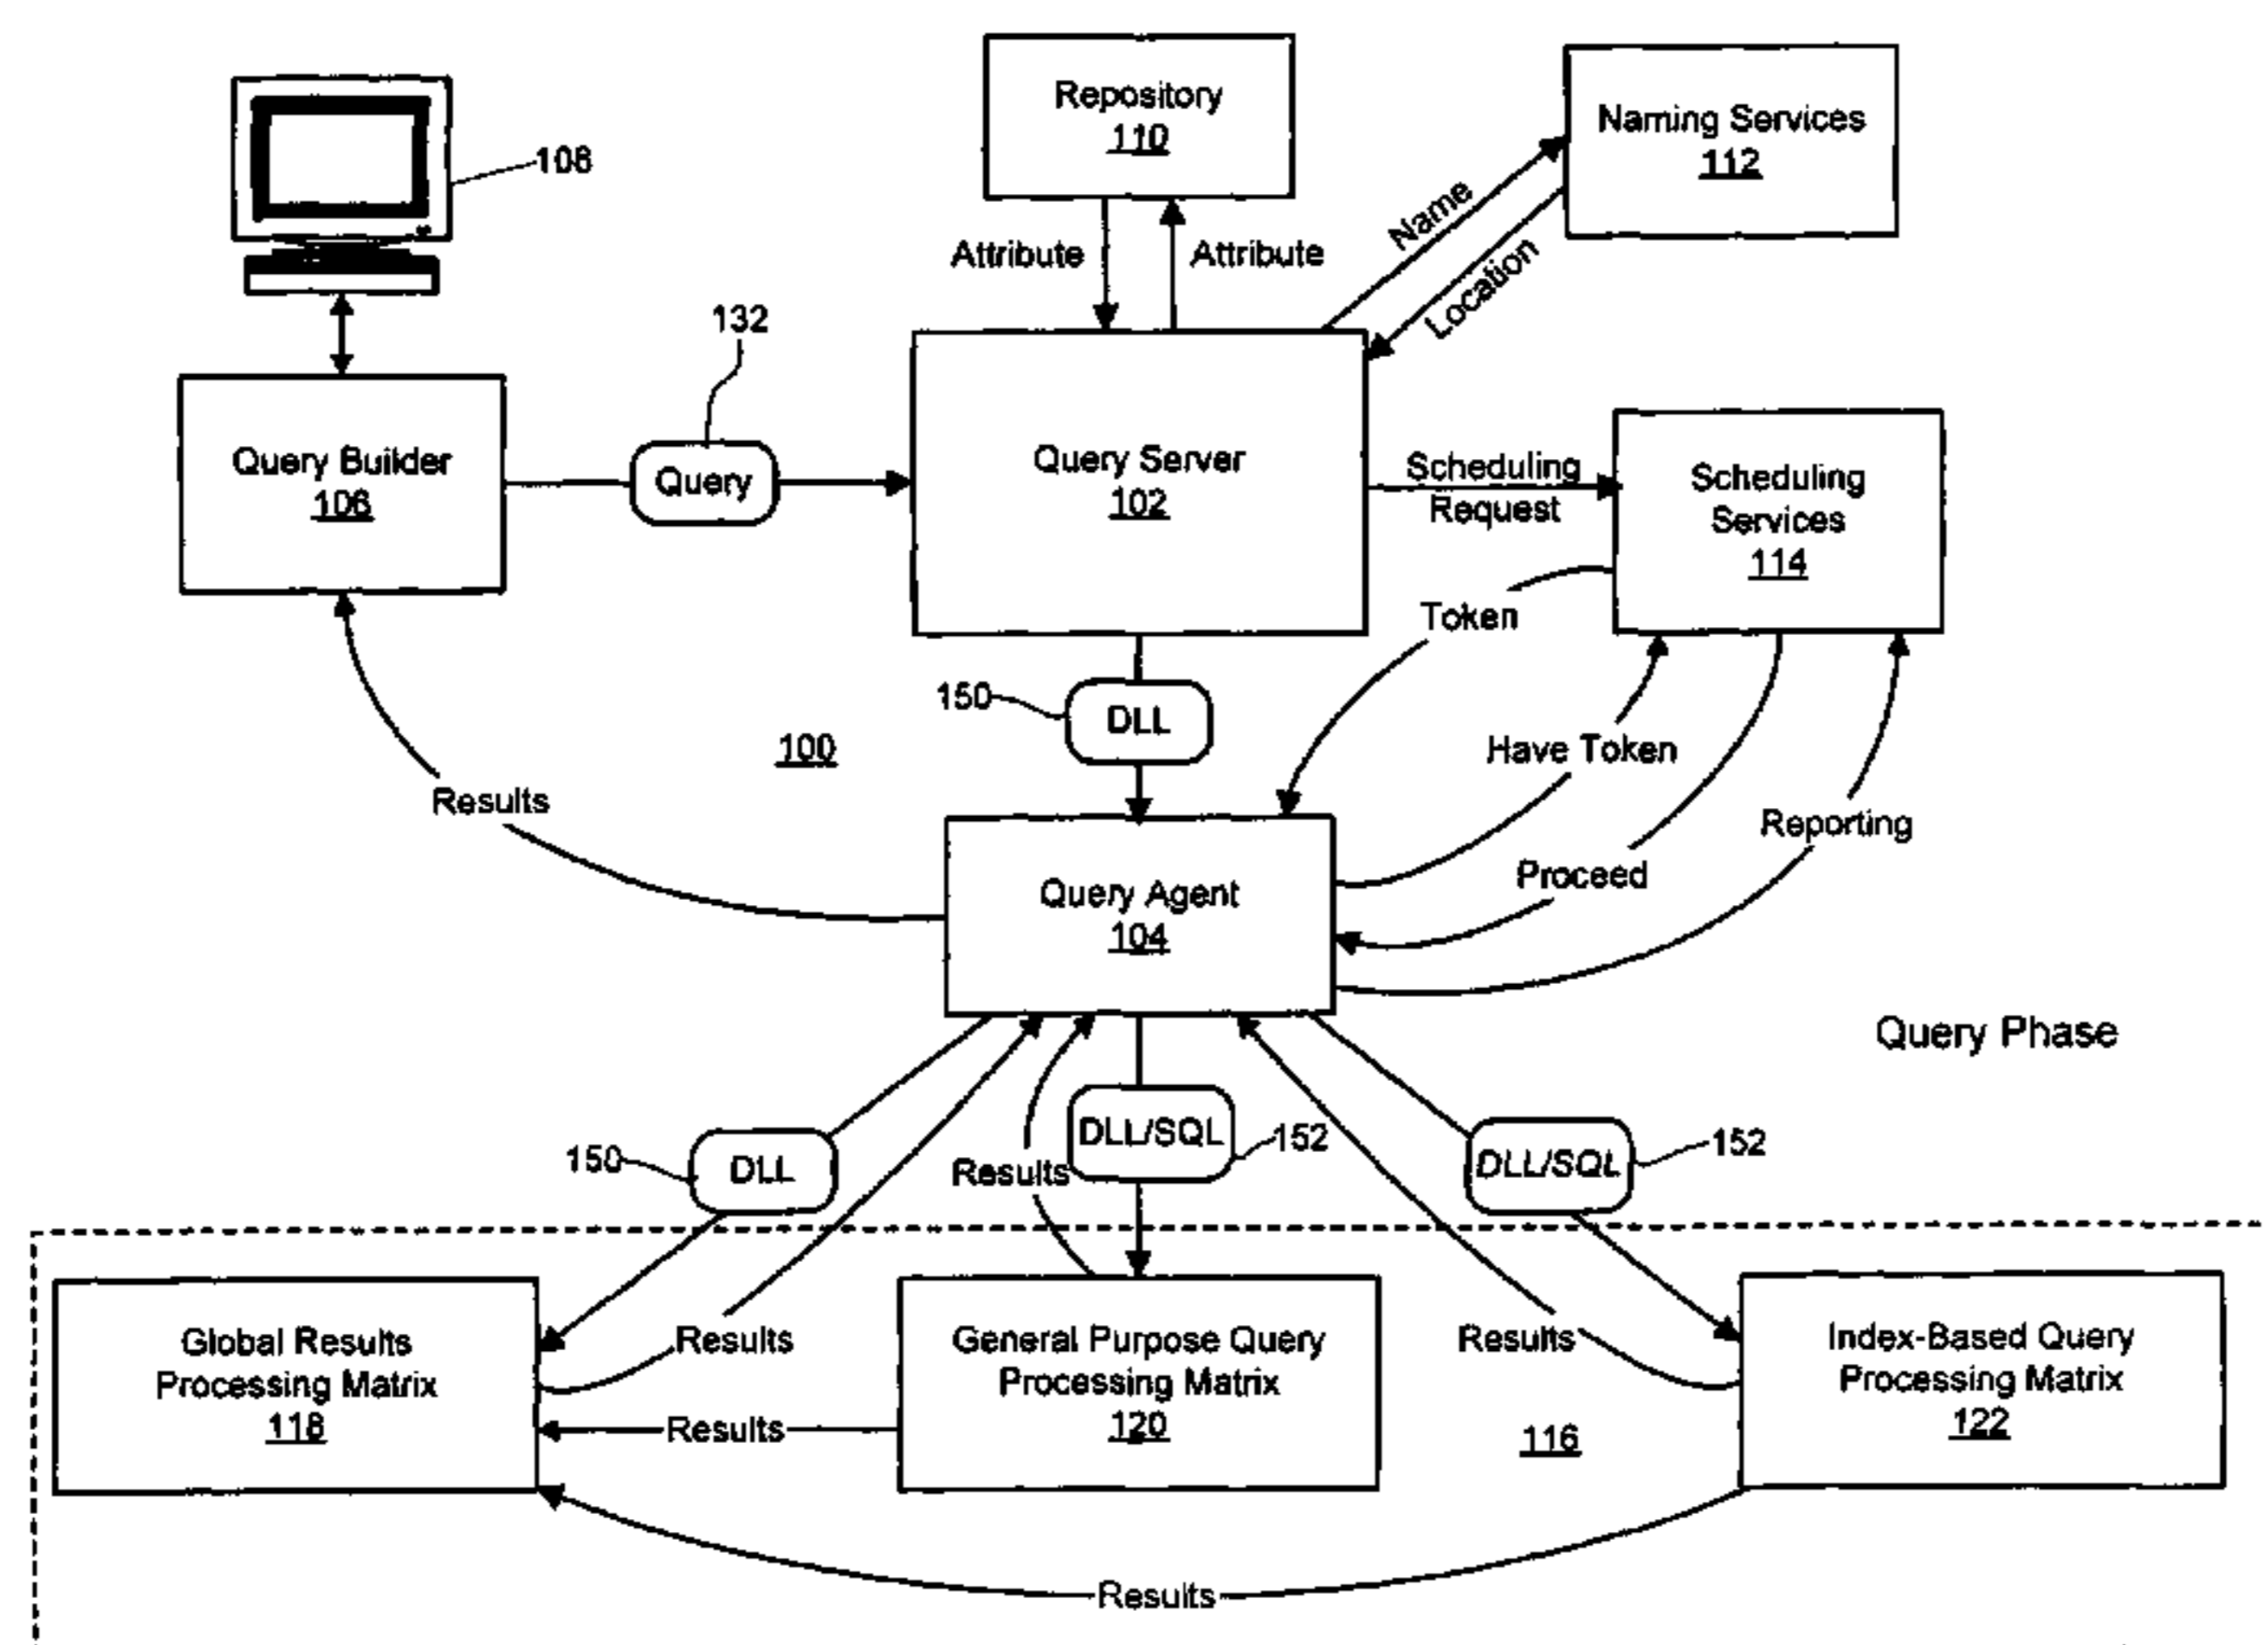 Repository
110
Naming Services
112
108
Name
Location
Attribute
Attribute
132
Query Builder
106
Query
Query Server
102
Scheduling
Request
Scheduling
Services
114
Token
150
DLL
100
Have Token
Results
Reporting
Proceed
Query Agent
104
Query Phase
DLL/SQL
152
DLL/SQL
152
150
DLL
Results
Global Results
Processing Matrix
118
Results
General Purpose Query
Processing Matrix
120
Results
Index-Based Query
Processing Matrix
122
Results
116
Results